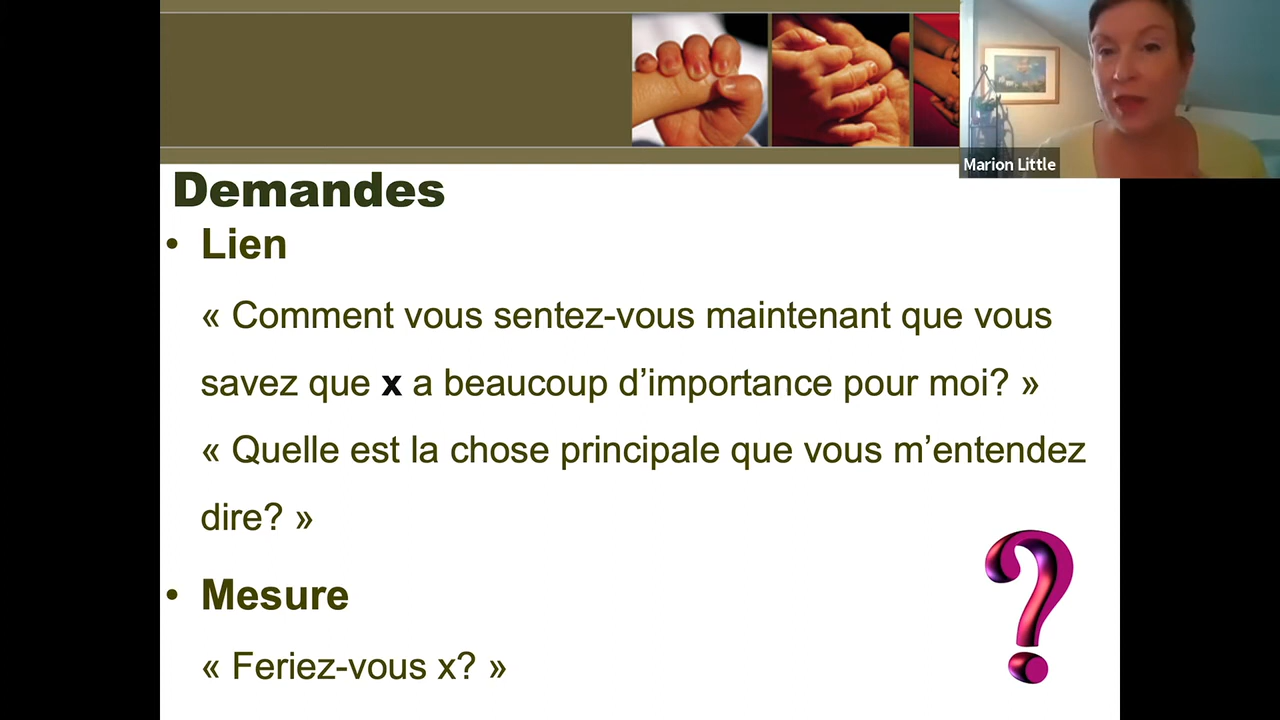 Marion Little
Demandes
• Lien
« Comment vous sentez-vous maintenant que vous
savez que x a beaucoup d’importance pour moi? »
« Quelle est la chose principale que vous m’entendez
dire? »
• Mesure
« Feriez-vous x? »